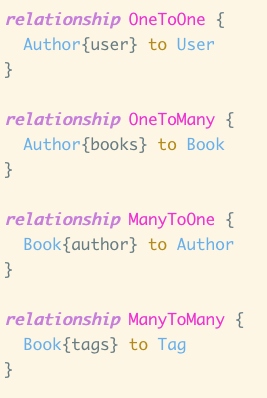 relationship OneToOne {
  Author{user} to User
}
relationship OneToMany {
  Author{books} to Book
}
relationship ManyToOne {
  Book{author} to Author
}
relationship ManyToMany {
  Book{tags} to Tag
}